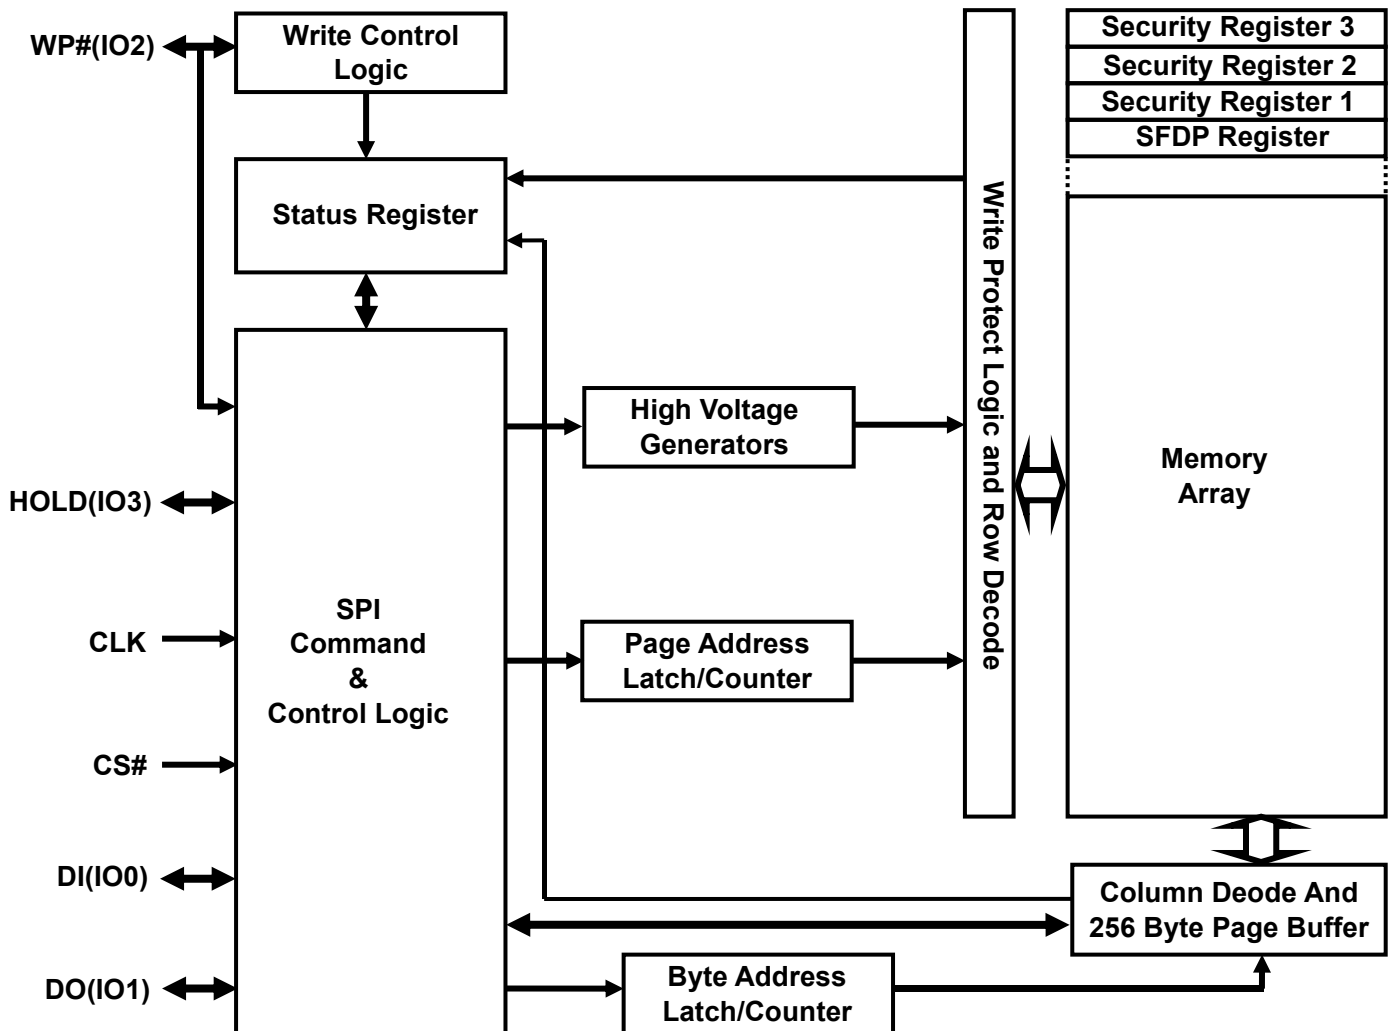 WP#(IO2)
Write Control
Logic
Security Register 3
Security Register 2
Security Register 1
SFDP Register
Status Register
Write Protect Logic and Row Decode
High Voltage
Generators
Memory
Array
HOLD(IO3)
SPI
Command
&
Control Logic
CLK
Page Address
Latch/Counter
CS#
DI(IO0)
Column Deode And
256 Byte Page Buffer
DO(IO1)
Byte Address
Latch/Counter